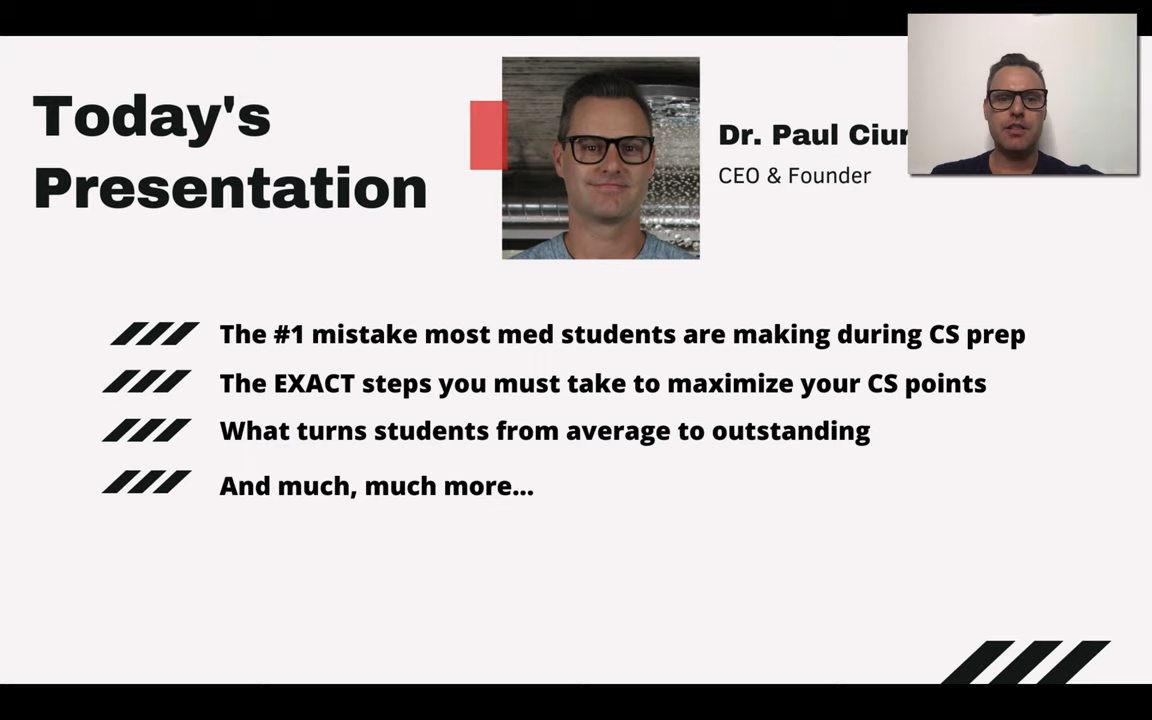 Today's
Presentation
Dr. Paul
CEO & Founder
The #1 mistake most med students are making during CS prep
The EXACT steps you must take to maximize your CS points
What turns students from average to outstanding
And much, much more...